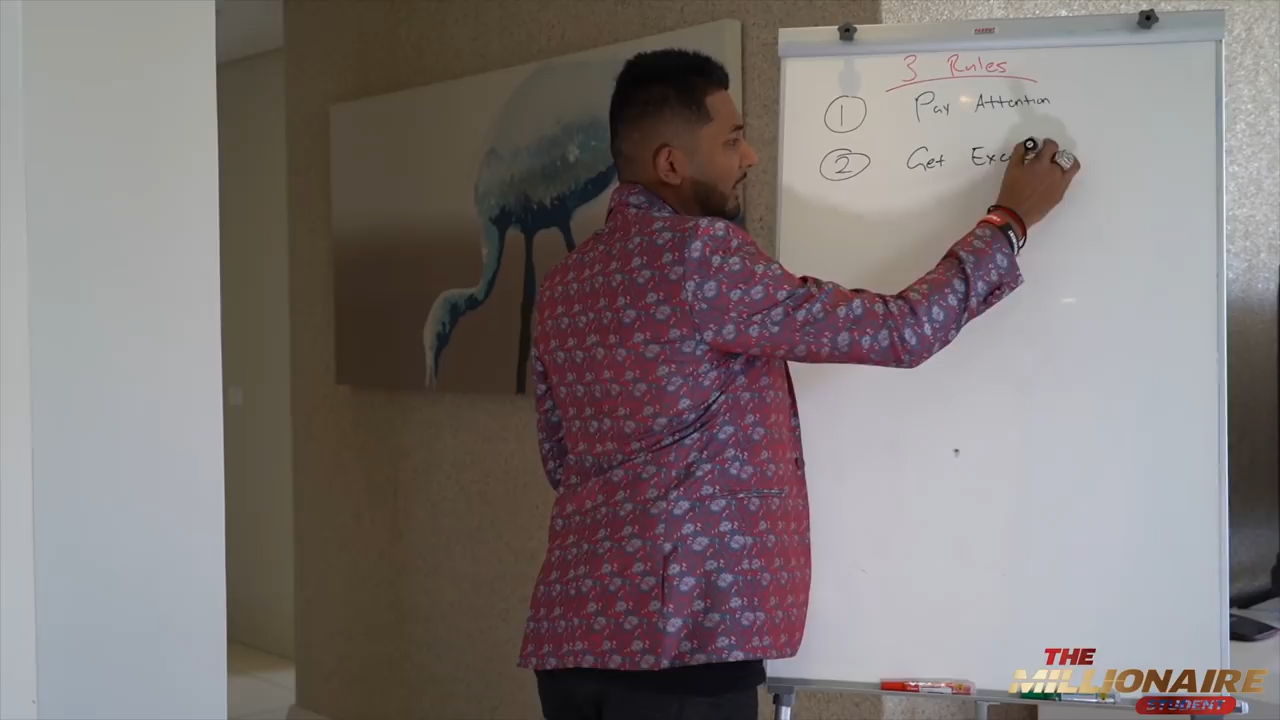 3 Rules
1 Pay Attention
2 Get Exc
THE
MILLIONAIRE
STUDENT